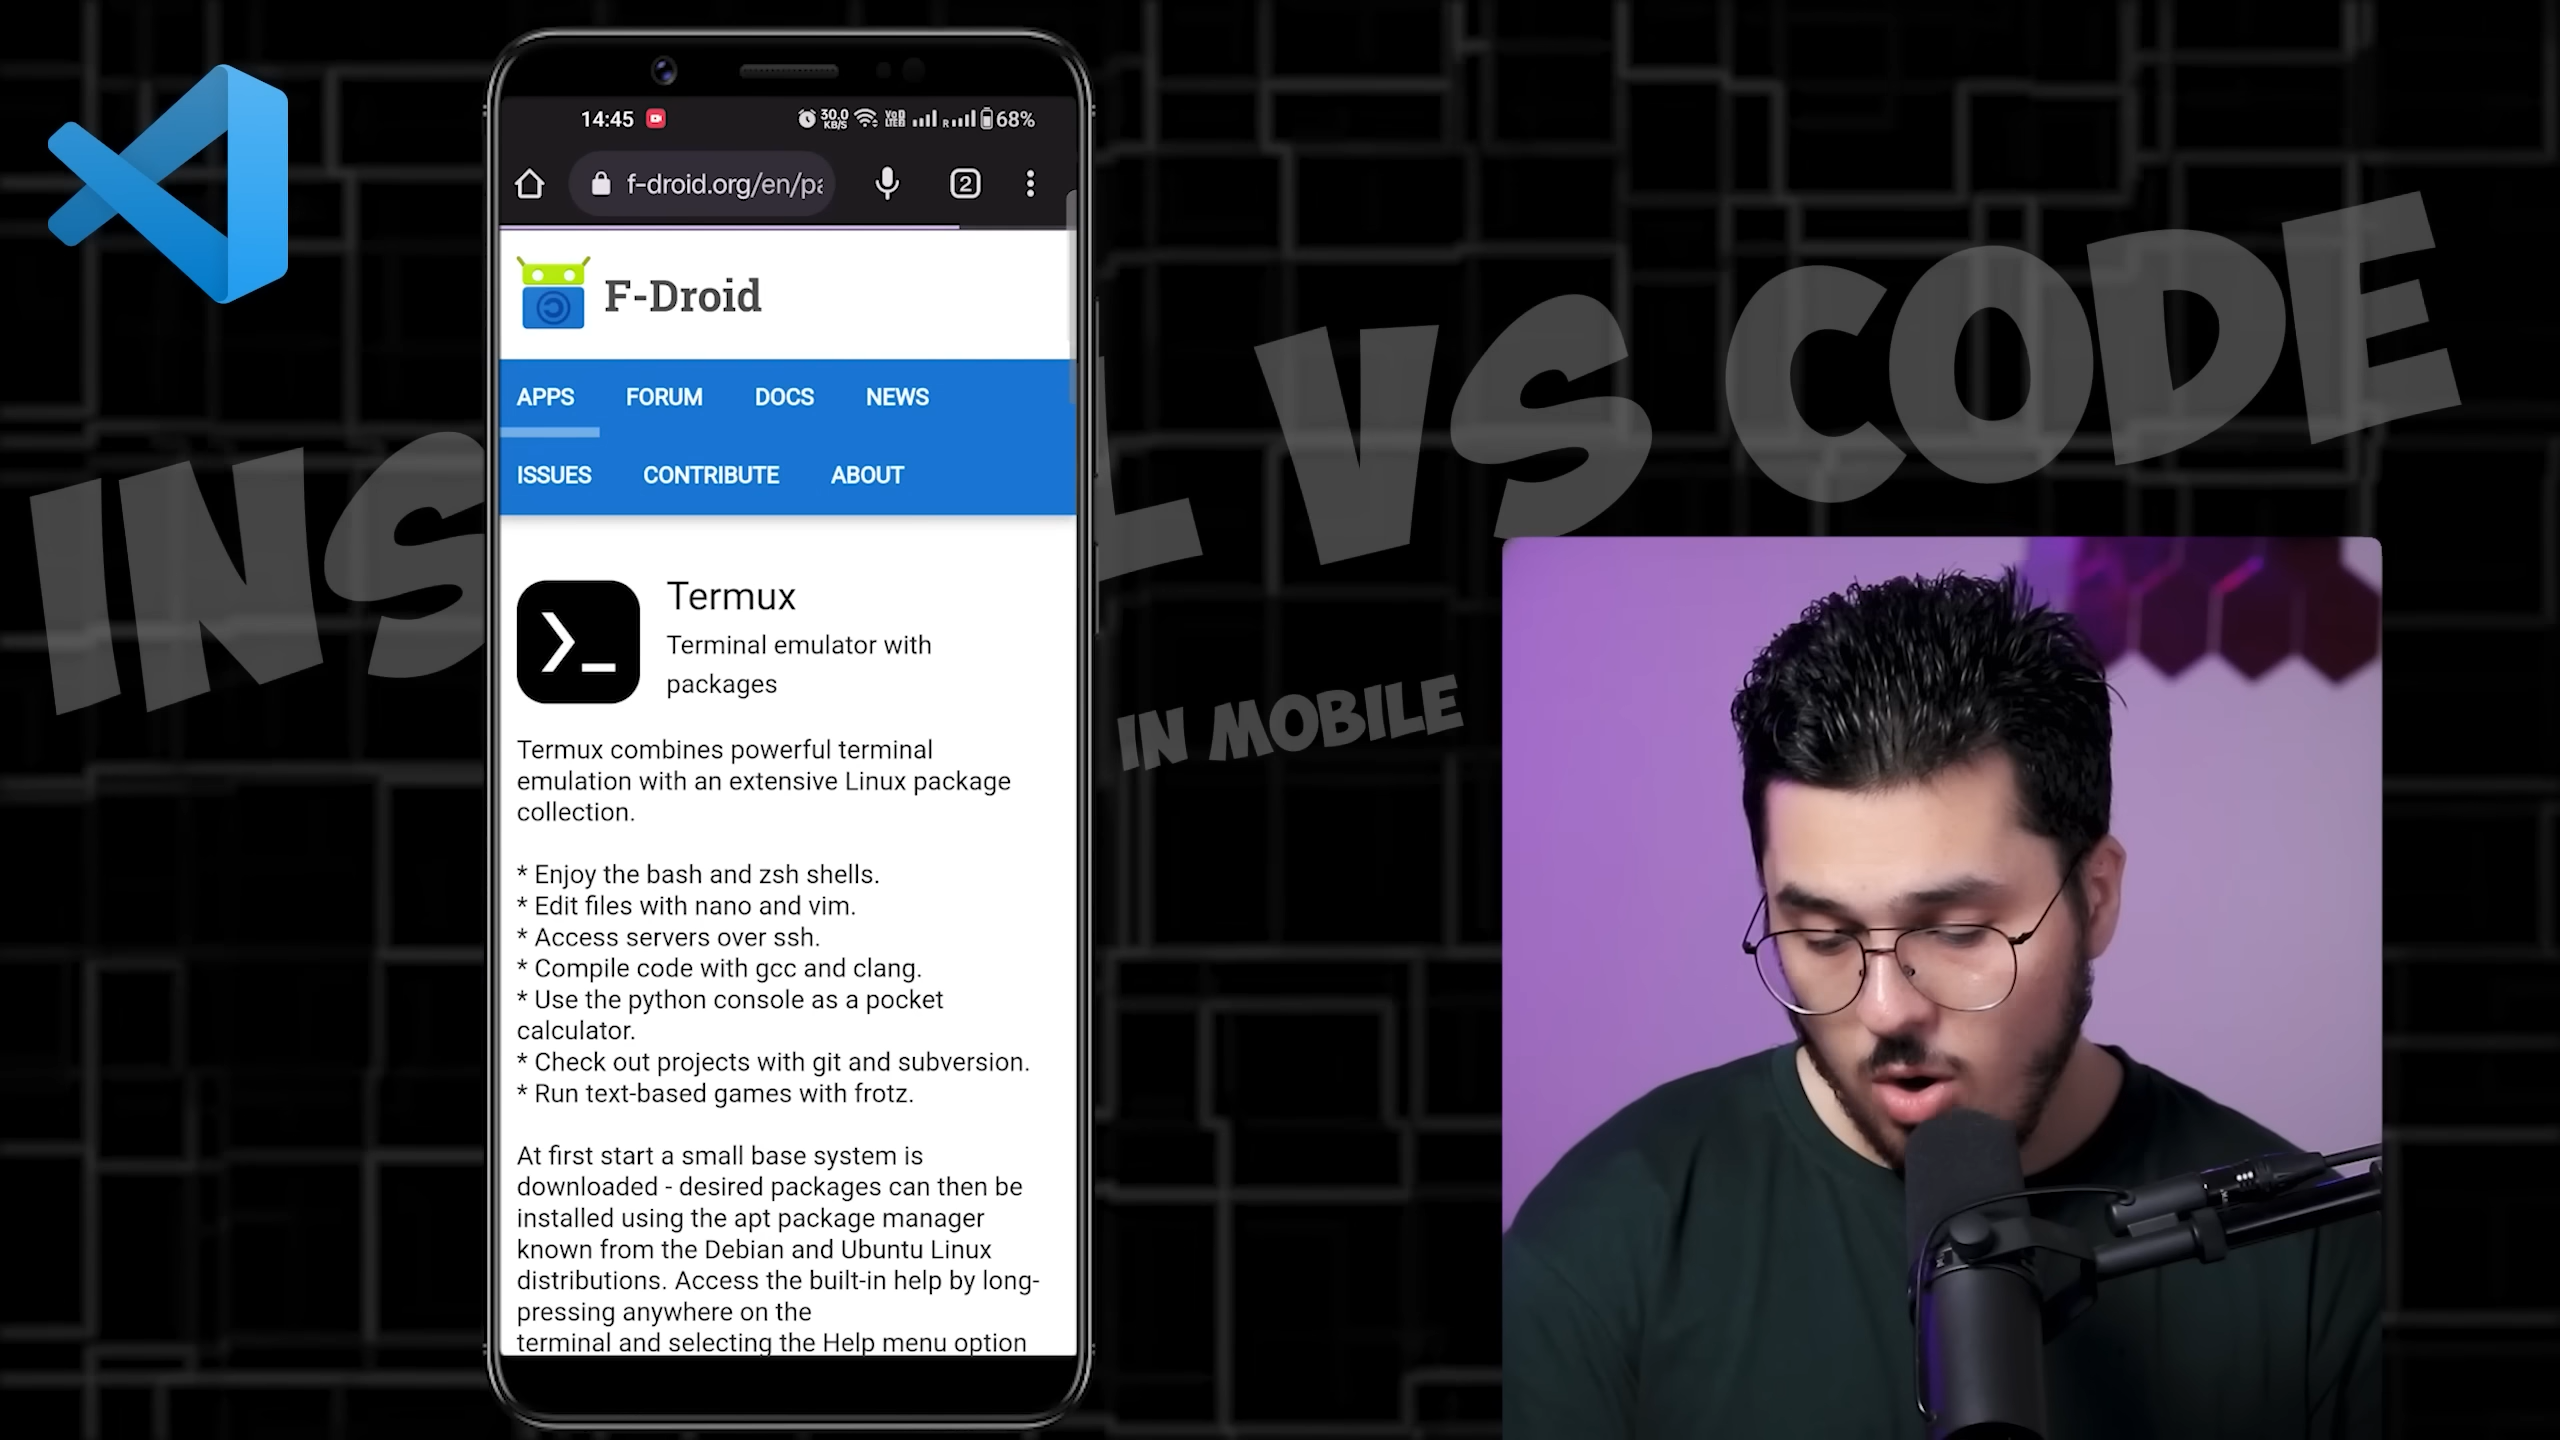 14:45
30.0
KB/S
68%
f-droid.org/en/pa
2
F-Droid
APPS FORUM DOCS NEWS
ISSUES CONTRIBUTE ABOUT
INS L VS CODE
IN MOBILE
Termux
Terminal emulator with
packages
Termux combines powerful terminal
emulation with an extensive Linux package
collection.
* Enjoy the bash and zsh shells.
* Edit files with nano and vim.
* Access servers over ssh.
* Compile code with gcc and clang.
* Use the python console as a pocket
calculator.
* Check out projects with git and subversion.
* Run text-based games with frotz.
At first start a small base system is
downloaded - desired packages can then be
installed using the apt package manager
known from the Debian and Ubuntu Linux
distributions. Access the built-in help by long-
pressing anywhere on the
terminal and selecting the Help menu option